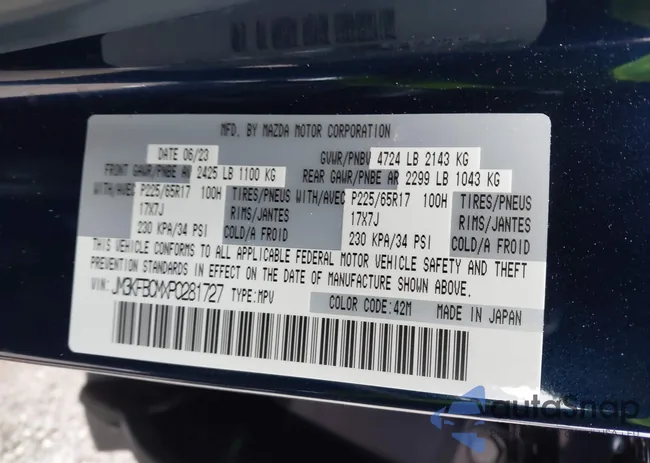 MFD. BY MAZDA MOTOR CORPORATION
DATE 06/23 GVWR/PNBV 4724 LB 2143 KG
FRONT GAWR/PNBE AV 2425 LB 1100 KG REAR GAWR/PNBE AR 2299 LB 1043 KG
WITH/AVEC P225/65R17 100H TIRES/PNEUS WITH/AVEC P225/65R17 100H TIRES/PNEUS
17X7J RIMS/JANTES 17X7J RIMS/JANTES
230 KPA/34 PSI COLD/A FROID 230 KPA/34 PSI COLD/A FROID
THIS VEHICLE CONFORMS TO ALL APPLICABLE FEDERAL MOTOR VEHICLE SAFETY AND THEFT
PREVENTION STANDARDS IN EFFECT ON THE DATE OF MANUFACTURE SHOWN ABOVE.
VIN: JM3KFBCMXP0281727 TYPE:MPV COLOR CODE:42M MADE IN JAPAN
autoSnap